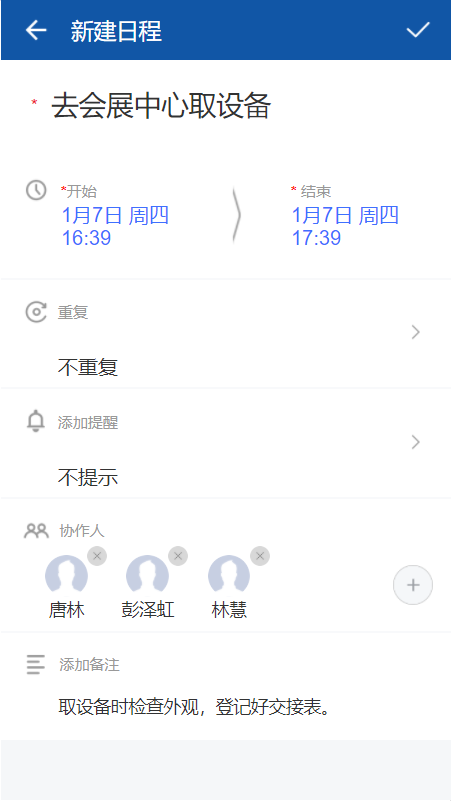 新建日程
* 去会展中心取设备
*开始
1月7日 周四
16:39
* 结束
1月7日 周四
17:39
重复
不重复
添加提醒
不提示
协作人
唐林 彭泽虹 林慧
添加备注
取设备时检查外观，登记好交接表。